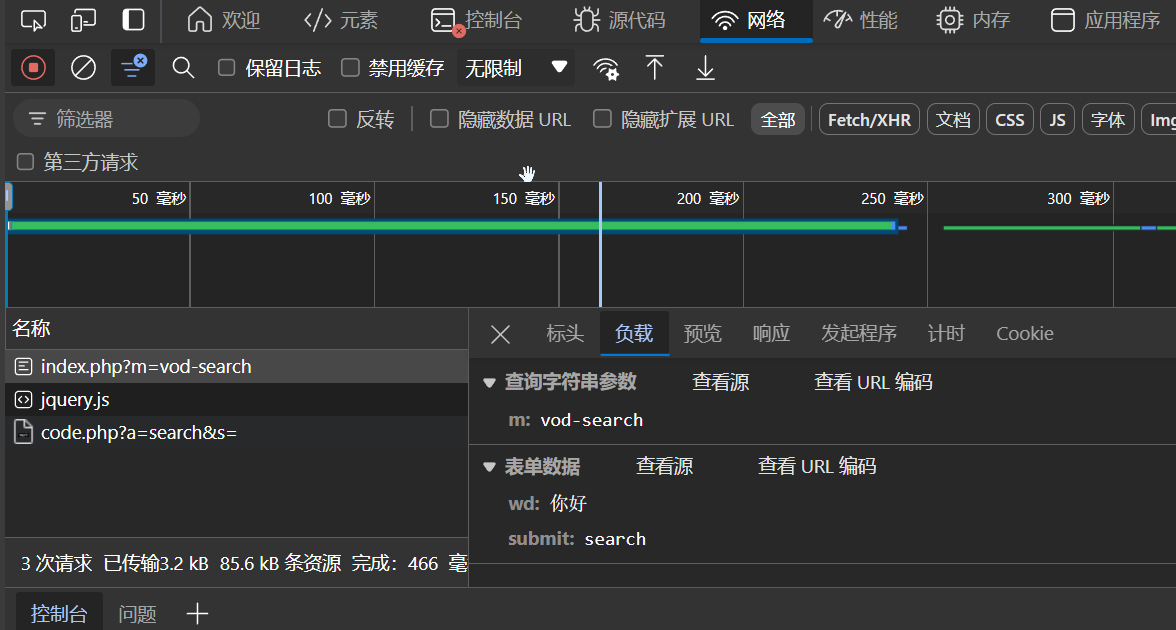 欢迎 元素 控制台 源代码 网络 性能 内存 应用程序
保留日志 禁用缓存 无限制
筛选器 反转 隐藏数据 URL 隐藏扩展 URL 全部 Fetch/XHR 文档 CSS JS 字体 Img
第三方请求
50 毫秒 100 毫秒 150 毫秒 200 毫秒 250 毫秒 300 毫秒
名称
index.php?m=vod-search
jquery.js
code.php?a=search&s=
3 次请求 已传输3.2 kB 85.6 kB 条资源 完成：466 毫
标头 负载 预览 响应 发起程序 计时 Cookie
查询字符串参数 查看源 查看 URL 编码
m: vod-search
表单数据 查看源 查看 URL 编码
wd: 你好
submit: search
控制台 问题